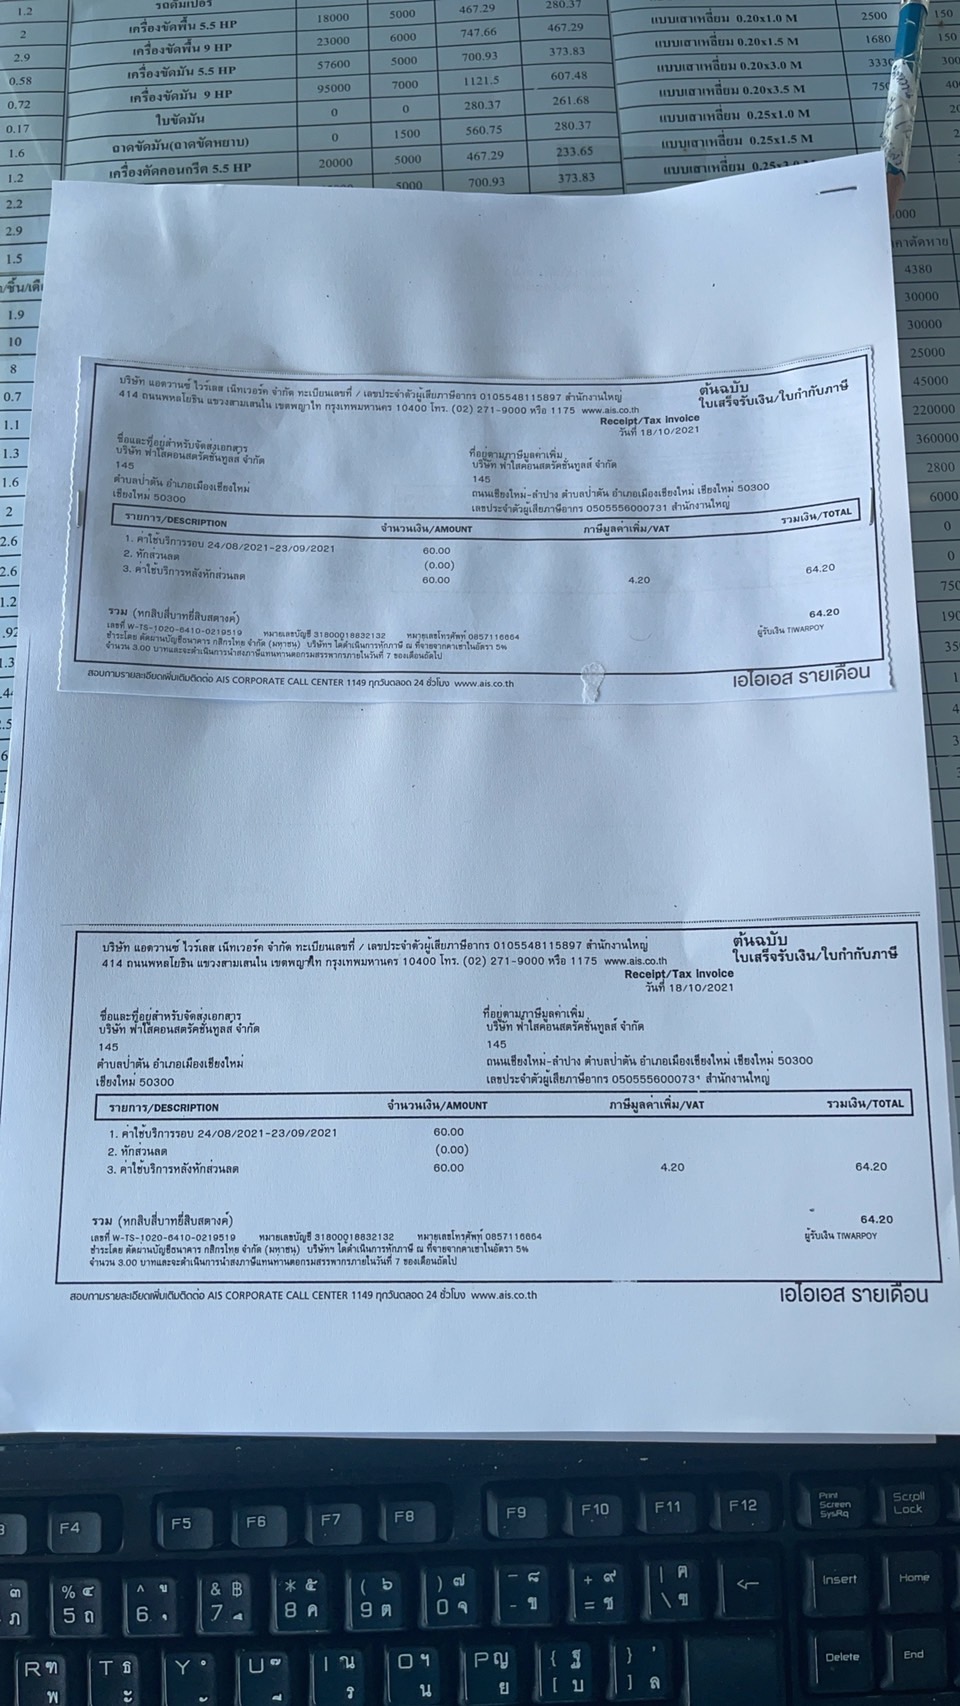 1.2 รถดัมเปอร์ 467.29 280.37 แบบเสาเหลี่ยม 0.20x1.0 M 2500 150
2 เครื่องขัดพื้น 5.5 HP 18000 5000 747.66 467.29 แบบเสาเหลี่ยม 0.20x1.5 M 1680 150
2.9 เครื่องขัดพื้น 9 HP 23000 6000 700.93 373.83 แบบเสาเหลี่ยม 0.20x3.0 M
0.58 เครื่องขัดมัน 5.5 HP 57600 5000 1121.5 607.48 แบบเสาเหลี่ยม 0.20x3.5 M
0.72 เครื่องขัดมัน 9 HP 95000 7000 280.37 261.68 แบบเสาเหลี่ยม 0.25x1.0 M
0.17 ใบขัดมัน 0 0 560.75 280.37 แบบเสาเหลี่ยม 0.25x1.5 M
1.6 ถาดขัดมัน(ถาดขัดหยาบ) 0 1500 467.29 233.65
1.2 เครื่องตัดคอนกรีต 5.5 HP 20000 5000 700.93 373.83
2.2
2.9
1.5
1.9
10
8
0.7
1.1
1.3
1.6
2
2.6
4380
30000
30000
25000
45000
220000
360000
2800
6000
0
0
บริษัท แอดวานซ์ ไวร์เลส เน็ทเวอร์ค จำกัด ทะเบียนเลขที่ / เลขประจำตัวผู้เสียภาษีอากร 0105548115897 สำนักงานใหญ่
414 ถนนพหลโยธิน แขวงสามเสนใน เขตพญาไท กรุงเทพมหานคร 10400 โทร. (02) 271-9000 หรือ 1175 www.ais.co.th
ต้นฉบับ
ใบเสร็จรับเงิน/ใบกำกับภาษี
Receipt/Tax Invoice
วันที่ 18/10/2021
ชื่อและที่อยู่สำหรับจัดส่งเอกสาร ที่อยู่ตามภาษีมูลค่าเพิ่ม
บริษัท ฟ้าใสคอนสตรัคชั่นทูลส์ จำกัด บริษัท ฟ้าใสคอนสตรัคชั่นทูลส์ จำกัด
145 145
ตำบลป่าตัน อำเภอเมืองเชียงใหม่ ถนนเชียงใหม่-ลำปาง ตำบลป่าตัน อำเภอเมืองเชียงใหม่ เชียงใหม่ 50300
เชียงใหม่ 50300 เลขประจำตัวผู้เสียภาษีอากร 0505556000731 สำนักงานใหญ่
รายการ/DESCRIPTION จำนวนเงิน/AMOUNT ภาษีมูลค่าเพิ่ม/VAT รวมเงิน/TOTAL
1. ค่าใช้บริการรอบ 24/08/2021-23/09/2021 60.00
2. หักส่วนลด (0.00)
3. ค่าใช้บริการหลังหักส่วนลด 60.00 4.20 64.20
รวม (หกสิบสี่บาทยี่สิบสตางค์) 64.20
เลขที่ W-TS-1020-6410-0219519 หมายเลขบัญชี 31800018832132 หมายเลขโทรศัพท์ 0857116664 ผู้รับเงิน TIWARPOY
ชำระโดย ตัดผ่านบัญชีธนาคาร กสิกรไทย จำกัด (มหาชน) บริษัทฯ ได้ดำเนินการหักภาษี ณ ที่จ่ายจากค่าเช่าในอัตรา 5%
จำนวน 3.00 บาทและจะดำเนินการนำส่งภาษีแทนท่านต่อกรมสรรพากรภายในวันที่ 7 ของเดือนถัดไป
สอบถามรายละเอียดเพิ่มเติมติดต่อ AIS CORPORATE CALL CENTER 1149 ทุกวันตลอด 24 ชั่วโมง www.ais.co.th เอไอเอส รายเดือน
บริษัท แอดวานซ์ ไวร์เลส เน็ทเวอร์ค จำกัด ทะเบียนเลขที่ / เลขประจำตัวผู้เสียภาษีอากร 0105548115897 สำนักงานใหญ่
414 ถนนพหลโยธิน แขวงสามเสนใน เขตพญาไท กรุงเทพมหานคร 10400 โทร. (02) 271-9000 หรือ 1175 www.ais.co.th
ต้นฉบับ
ใบเสร็จรับเงิน/ใบกำกับภาษี
Receipt/Tax Invoice
วันที่ 18/10/2021
ชื่อและที่อยู่สำหรับจัดส่งเอกสาร ที่อยู่ตามภาษีมูลค่าเพิ่ม
บริษัท ฟ้าใสคอนสตรัคชั่นทูลส์ จำกัด บริษัท ฟ้าใสคอนสตรัคชั่นทูลส์ จำกัด
145 145
ตำบลป่าตัน อำเภอเมืองเชียงใหม่ ถนนเชียงใหม่-ลำปาง ตำบลป่าตัน อำเภอเมืองเชียงใหม่ เชียงใหม่ 50300
เชียงใหม่ 50300 เลขประจำตัวผู้เสียภาษีอากร 0505556000731 สำนักงานใหญ่
รายการ/DESCRIPTION จำนวนเงิน/AMOUNT ภาษีมูลค่าเพิ่ม/VAT รวมเงิน/TOTAL
1. ค่าใช้บริการรอบ 24/08/2021-23/09/2021 60.00
2. หักส่วนลด (0.00)
3. ค่าใช้บริการหลังหักส่วนลด 60.00 4.20 64.20
รวม (หกสิบสี่บาทยี่สิบสตางค์) 64.20
เลขที่ W-TS-1020-6410-0219519 หมายเลขบัญชี 31800018832132 หมายเลขโทรศัพท์ 0857116664 ผู้รับเงิน TIWARPOY
ชำระโดย ตัดผ่านบัญชีธนาคาร กสิกรไทย จำกัด (มหาชน) บริษัทฯ ได้ดำเนินการหักภาษี ณ ที่จ่ายจากค่าเช่าในอัตรา 5%
จำนวน 3.00 บาทและจะดำเนินการนำส่งภาษีแทนท่านต่อกรมสรรพากรภายในวันที่ 7 ของเดือนถัดไป
สอบถามรายละเอียดเพิ่มเติมติดต่อ AIS CORPORATE CALL CENTER 1149 ทุกวันตลอด 24 ชั่วโมง www.ais.co.th เอไอเอส รายเดือน
F4 F5 F6 F7 F8 F9 F10 F11 F12 Print Screen SysRq Scroll Lock
% ๔ ^ ู & ฿ * ๕ ( ๖ ) ๗ _ ๘ + ๙ | ฅ ← Insert Home
5 ถ 6 ุ 7 ึ 8 ค 9 ต 0 จ - ข = ช \ ฃ
R ฑ T ธ Y ํ U ๊ I ณ O ฯ P ญ { ฐ } , Delete End
พ ะ ั ี ร น ย [ บ ] ล